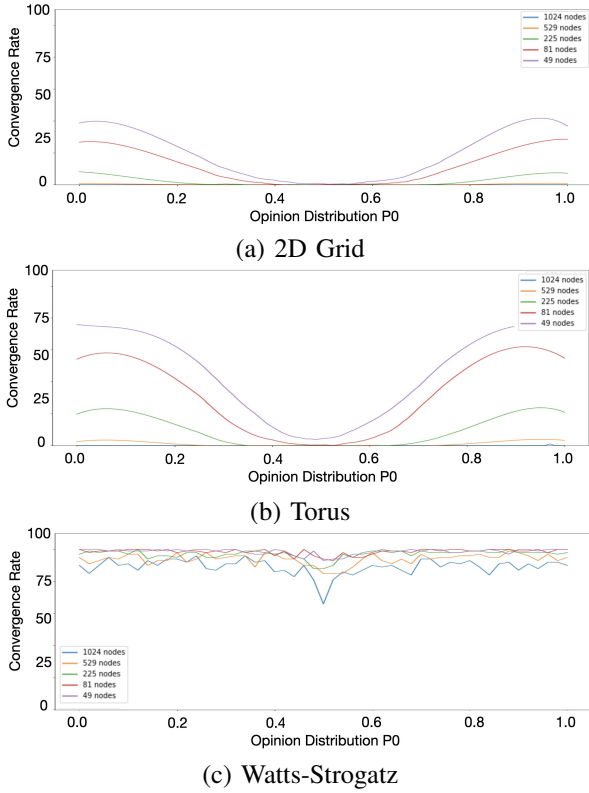 100
75
50
25
0
Convergence Rate
1024 nodes
529 nodes
225 nodes
81 nodes
49 nodes
0.0 0.2 0.4 0.6 0.8 1.0
Opinion Distribution P0
(a) 2D Grid
100
75
50
25
0
Convergence Rate
1024 nodes
529 nodes
225 nodes
81 nodes
49 nodes
0.0 0.2 0.4 0.6 0.8 1.0
Opinion Distribution P0
(b) Torus
100
75
50
25
0
Convergence Rate
1024 nodes
529 nodes
225 nodes
81 nodes
49 nodes
0.0 0.2 0.4 0.6 0.8 1.0
Opinion Distribution P0
(c) Watts-Strogatz